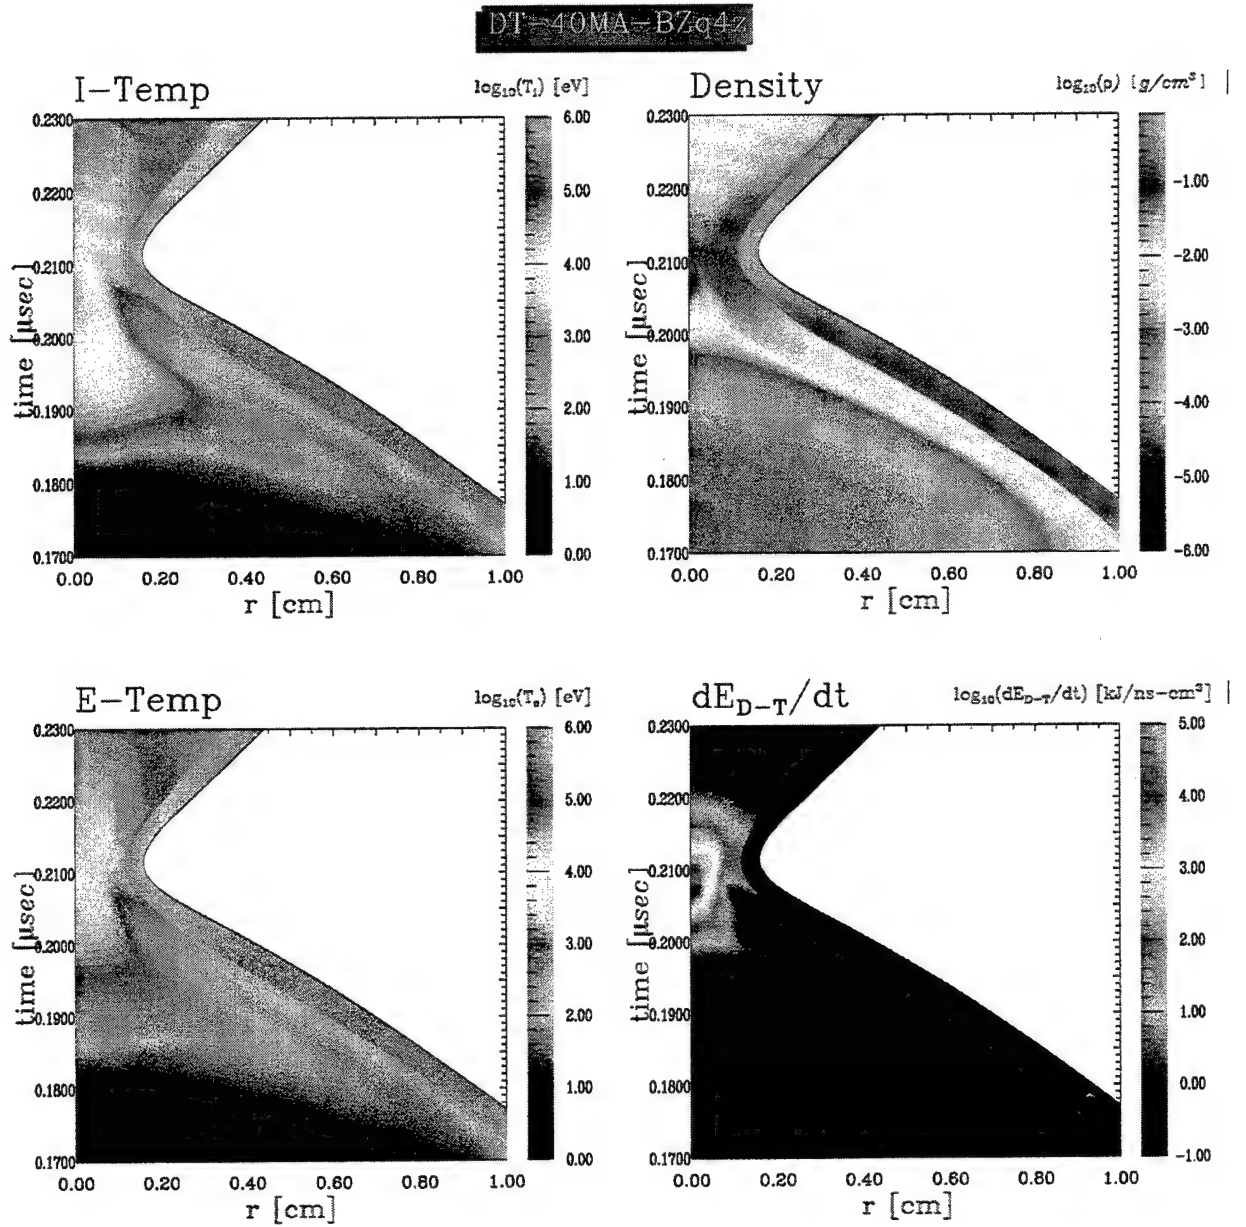 DT-40MA-BZq4z
I-Temp
log₁₀(Tᵢ) [eV]
0.2300
0.2200
0.2100
0.2000
0.1900
0.1800
0.1700
time [μsec]
0.00 0.20 0.40 0.60 0.80 1.00
r [cm]
6.00
5.00
4.00
3.00
2.00
1.00
0.00
Density
log₁₀(ρ) [g/cm³]
0.2300
0.2200
0.2100
0.2000
0.1900
0.1800
0.1700
time [μsec]
0.00 0.20 0.40 0.60 0.80 1.00
r [cm]
-1.00
-2.00
-3.00
-4.00
-5.00
-6.00
E-Temp
log₁₀(Tₑ) [eV]
0.2300
0.2200
0.2100
0.2000
0.1900
0.1800
0.1700
time [μsec]
0.00 0.20 0.40 0.60 0.80 1.00
r [cm]
6.00
5.00
4.00
3.00
2.00
1.00
0.00
dE_D-T/dt
log₁₀(dE_D-T/dt) [kJ/ns-cm³]
0.2300
0.2200
0.2100
0.2000
0.1900
0.1800
0.1700
time [μsec]
0.00 0.20 0.40 0.60 0.80 1.00
r [cm]
5.00
4.00
3.00
2.00
1.00
0.00
-1.00